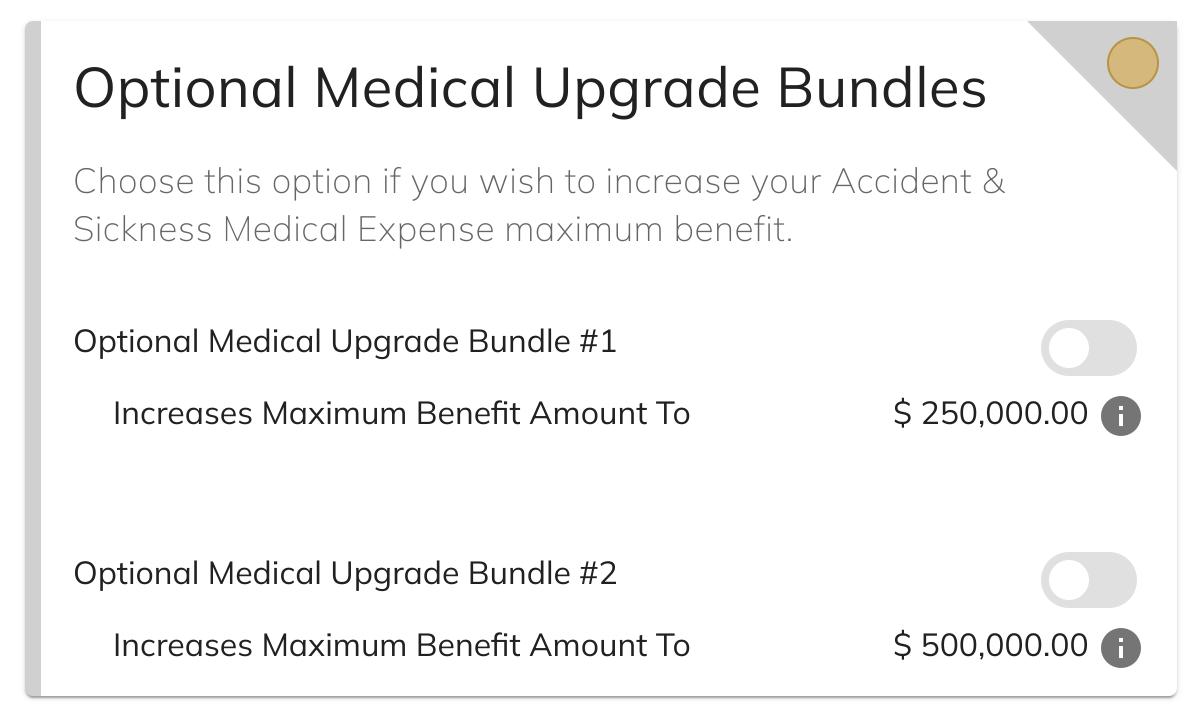 Optional Medical Upgrade Bundles
Choose this option if you wish to increase your Accident &
Sickness Medical Expense maximum benefit.
Optional Medical Upgrade Bundle #1
Increases Maximum Benefit Amount To $ 250,000.00 i
Optional Medical Upgrade Bundle #2
Increases Maximum Benefit Amount To $ 500,000.00 i